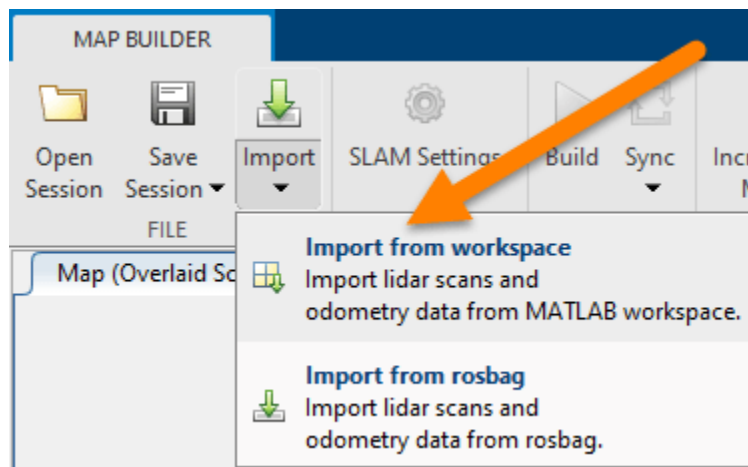 MAP BUILDER
Open Session
Save Session
Import
SLAM Settings
Build
Sync
FILE
Map (Overlaid Sc
Import from workspace
Import lidar scans and
odometry data from MATLAB workspace.
Import from rosbag
Import lidar scans and
odometry data from rosbag.